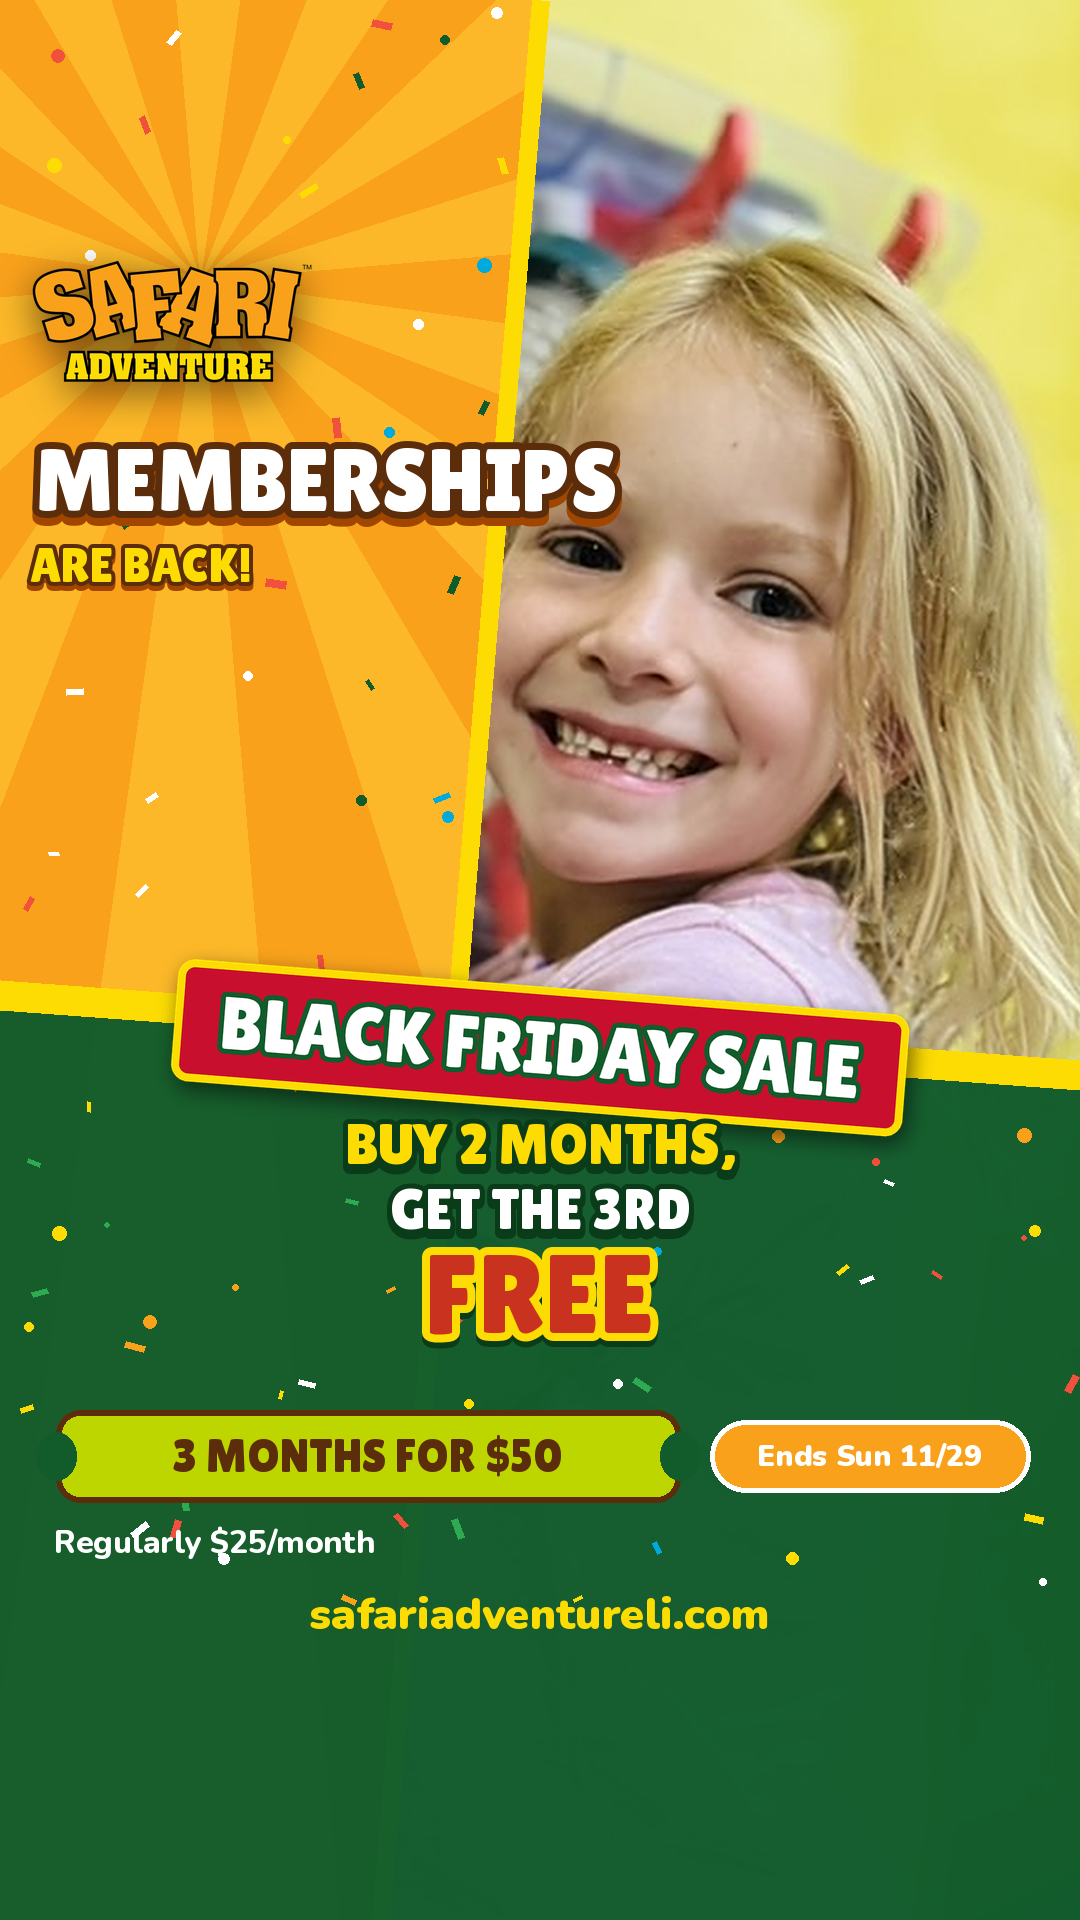 SAFARI™
ADVENTURE
MEMBERSHIPS
ARE BACK!
BLACK FRIDAY SALE
BUY 2 MONTHS,
GET THE 3RD
FREE
3 MONTHS FOR $50
Ends Sun 11/29
Regularly $25/month
safariadventureli.com